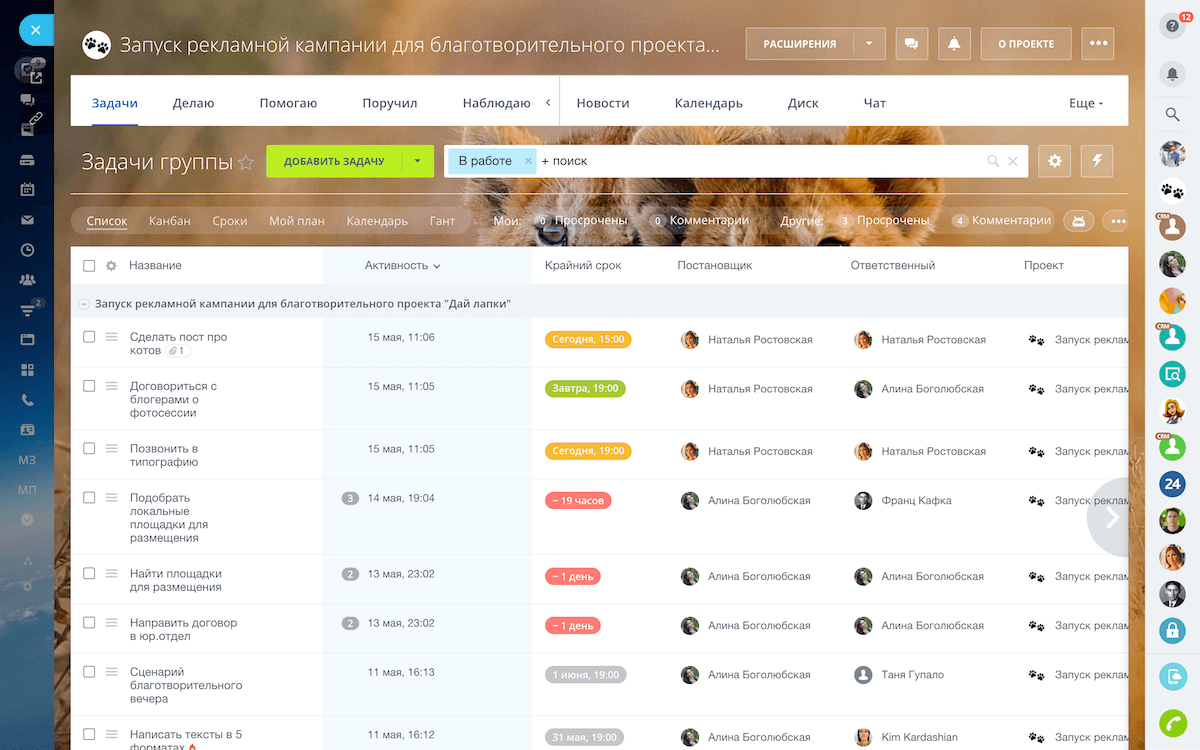 12
Запуск рекламной кампании для благотворительного проекта...
РАСШИРЕНИЯ
О ПРОЕКТЕ
Задачи Делаю Помогаю Поручил Наблюдаю Новости Календарь Диск Чат Еще
Задачи группы
ДОБАВИТЬ ЗАДАЧУ
В работе × + поиск
Список Канбан Сроки Мой план Календарь Гант Мои: 0 Просрочены 0 Комментарии Другие: 3 Просрочены 4 Комментарии
Название Активность Крайний срок Постановщик Ответственный Проект
Запуск рекламной кампании для благотворительного проекта "Дай лапки"
Сделать пост про
котов 1
15 мая, 11:06 Сегодня, 15:00 Наталья Ростовская Наталья Ростовская Запуск реклам
Договориться с
блогерами о
фотосессии
15 мая, 11:05 Завтра, 19:00 Наталья Ростовская Алина Боголюбская Запуск реклам
Позвонить в
типографию
15 мая, 11:05 Сегодня, 19:00 Наталья Ростовская Наталья Ростовская Запуск реклам
Подобрать
локальные
площадки для
размещения
3 14 мая, 19:04 − 19 часов Алина Боголюбская Франц Кафка Запуск реклам
Найти площадки
для размещения
2 13 мая, 23:02 − 1 день Алина Боголюбская Алина Боголюбская Запуск реклам
Направить договор
в юр.отдел
2 13 мая, 23:02 − 1 день Алина Боголюбская Алина Боголюбская Запуск реклам
Сценарий
благотворительного
вечера
11 мая, 16:13 1 июня, 19:00 Алина Боголюбская Таня Гупало Запуск реклам
Написать тексты в 5
форматах
11 мая, 16:12 31 мая, 19:00 Алина Боголюбская Kim Kardashian Запуск реклам
2
МЗ
МП
CRM
CRM
CRM
24